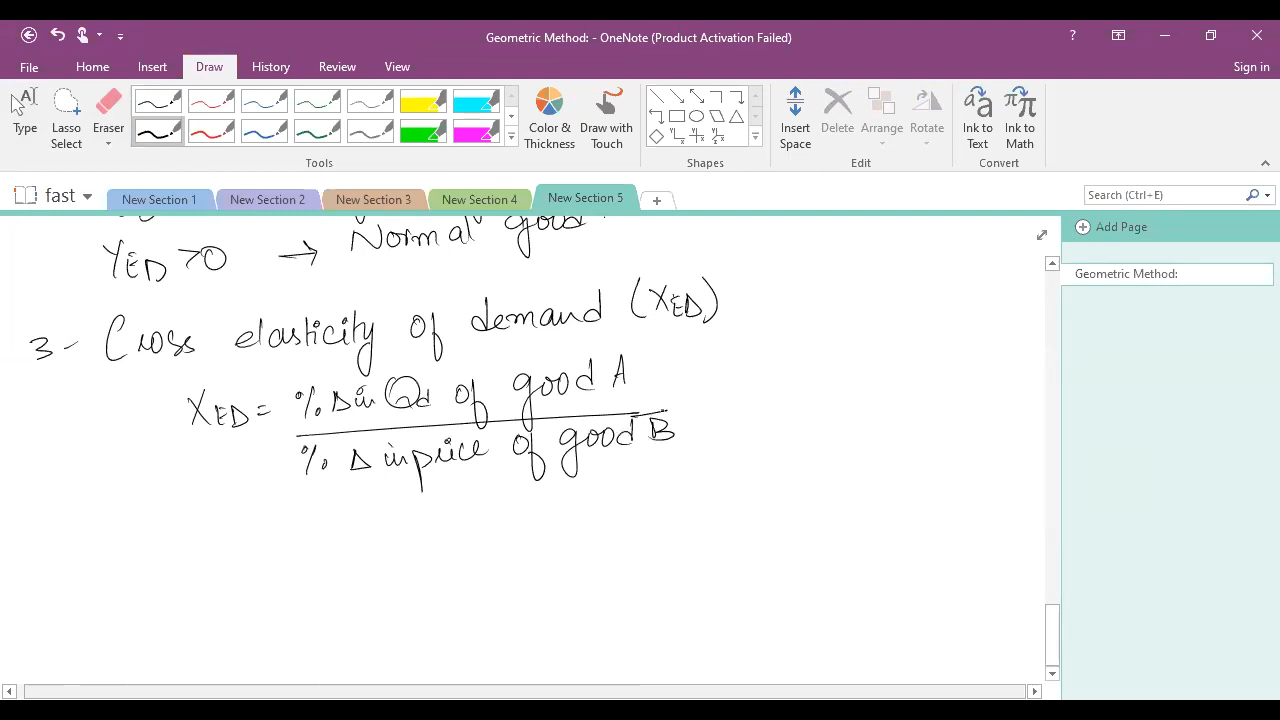 Geometric Method: - OneNote (Product Activation Failed)
?
File Home Insert Draw History Review View Sign in
Type Lasso Select Eraser Color & Thickness Draw with Touch Insert Space Delete Arrange Rotate Ink to Text Ink to Math
Tools Shapes Edit Convert
fast New Section 1 New Section 2 New Section 3 New Section 4 New Section 5 Search (Ctrl+E)
Add Page
Geometric Method:
Normal good
YED >0 →
3- Cross elasticity of demand (XED)
XED = % Δ in Qd of good A
% Δ in price of good B